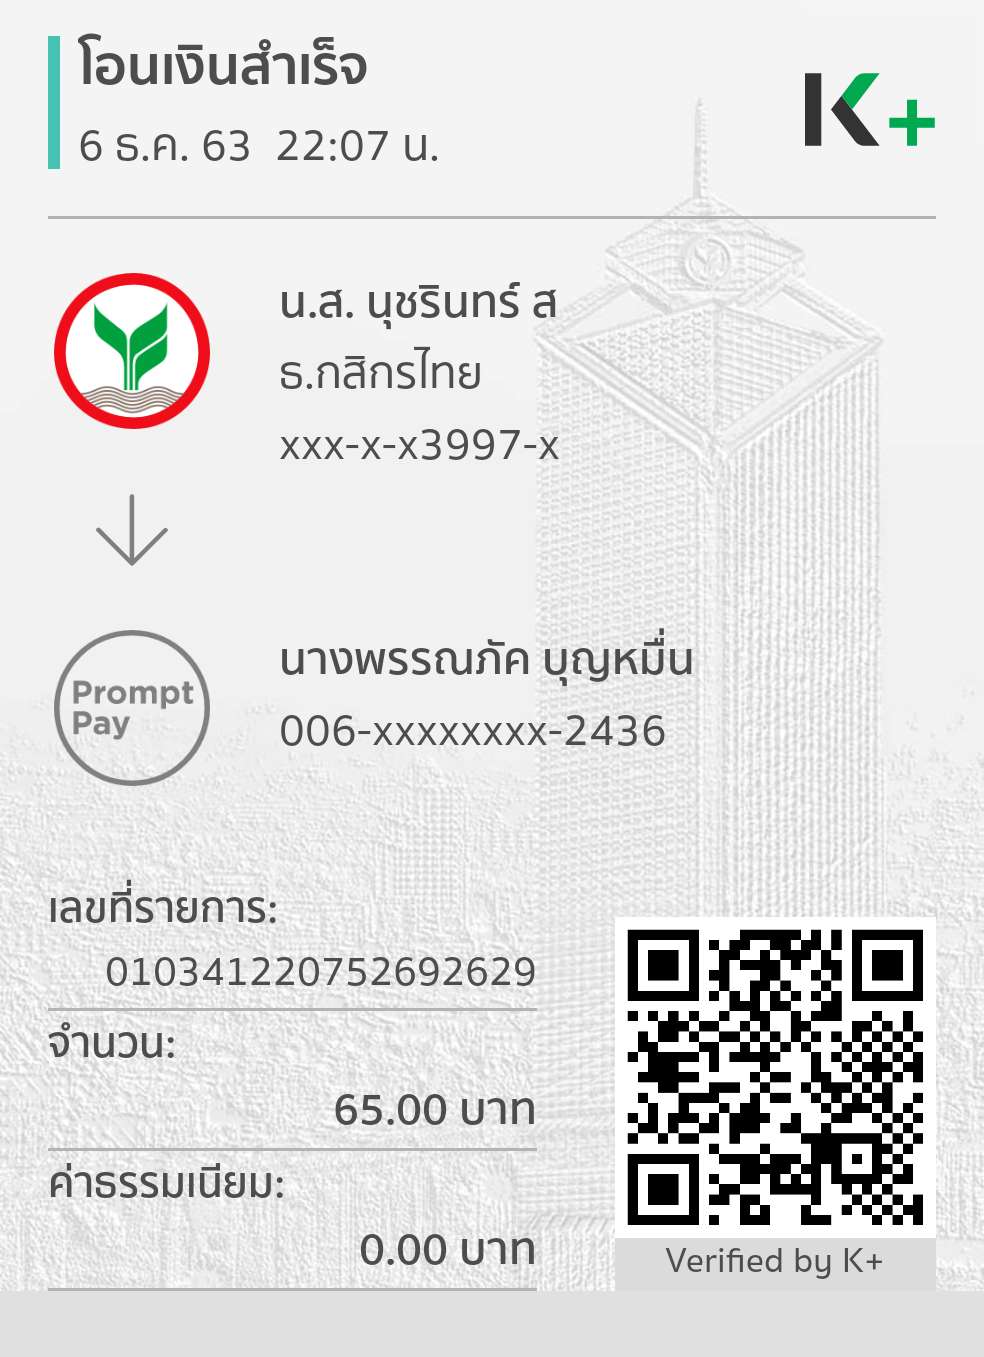 โอนเงินสำเร็จ
6 ธ.ค. 63 22:07 น.
K+
น.ส. นุชรินทร์ ส
ธ.กสิกรไทย
xxx-x-x3997-x
Prompt
Pay
นางพรรณภัค บุญหมื่น
006-xxxxxxxx-2436
เลขที่รายการ:
010341220752692629
จำนวน:
65.00 บาท
ค่าธรรมเนียม:
0.00 บาท
Verified by K+